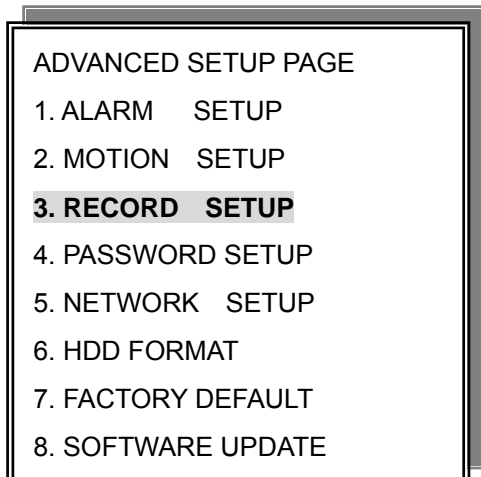 ADVANCED SETUP PAGE
1. ALARM SETUP
2. MOTION SETUP
3. RECORD SETUP
4. PASSWORD SETUP
5. NETWORK SETUP
6. HDD FORMAT
7. FACTORY DEFAULT
8. SOFTWARE UPDATE